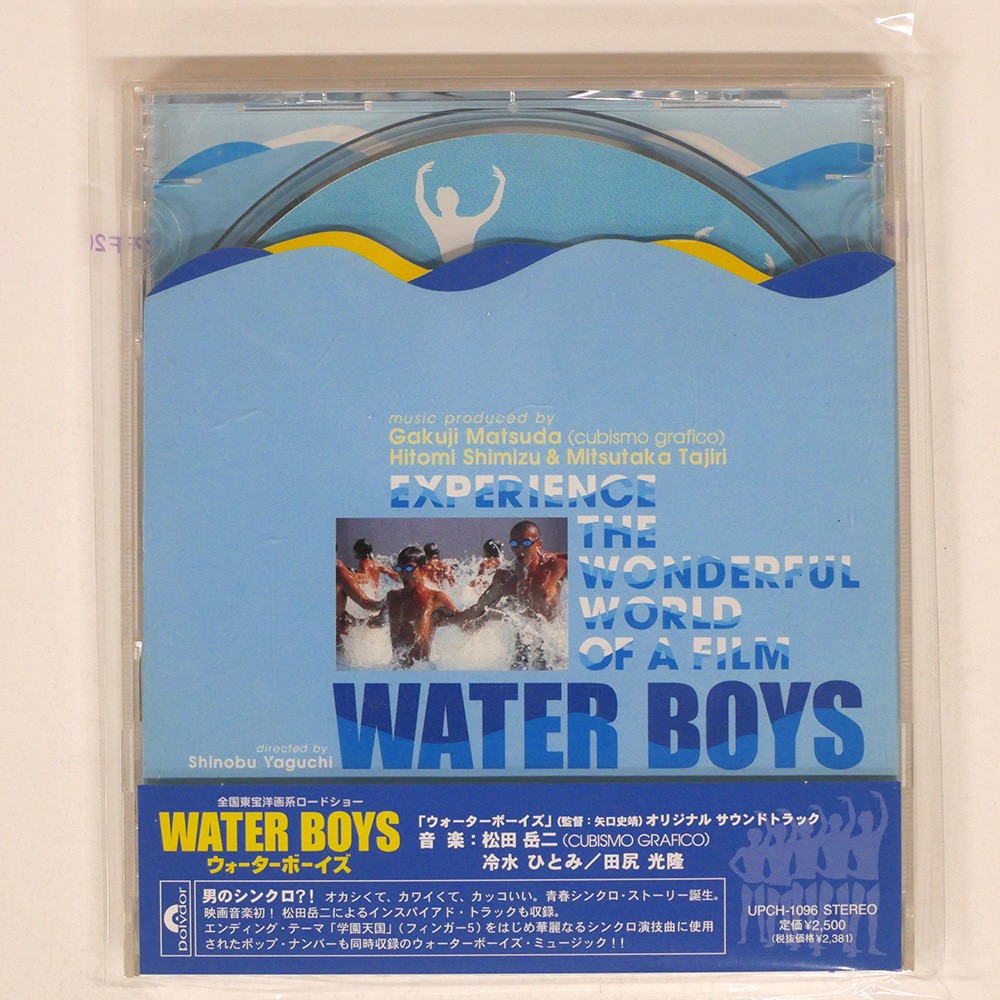 music produced by
Gakuji Matsuda (cubismo grafico)
Hitomi Shimizu & Mitsutaka Tajiri
EXPERIENCE
THE
WONDERFUL
WORLD
OF A FILM
WATER BOYS
directed by
Shinobu Yaguchi
全国東宝洋画系ロードショー
WATER BOYS
ウォーターボーイズ
「ウォーターボーイズ」(監督:矢口史靖)オリジナル サウンドトラック
音 楽:松田 岳二(CUBISMO GRAFICO)
冷水 ひとみ/田尻 光隆
polydor
男のシンクロ?! オカシくて、カワイくて、カッコいい。青春シンクロ・ストーリー誕生。
映画音楽初! 松田岳二によるインスパイアド・トラックも収録。
エンディング・テーマ「学園天国」(フィンガー5)をはじめ華麗なるシンクロ演技曲に使用
されたポップ・ナンバーも同時収録のウォーターボーイズ・ミュージック!!
UPCH-1096 STEREO
定価¥2,500
(税抜価格¥2,381)